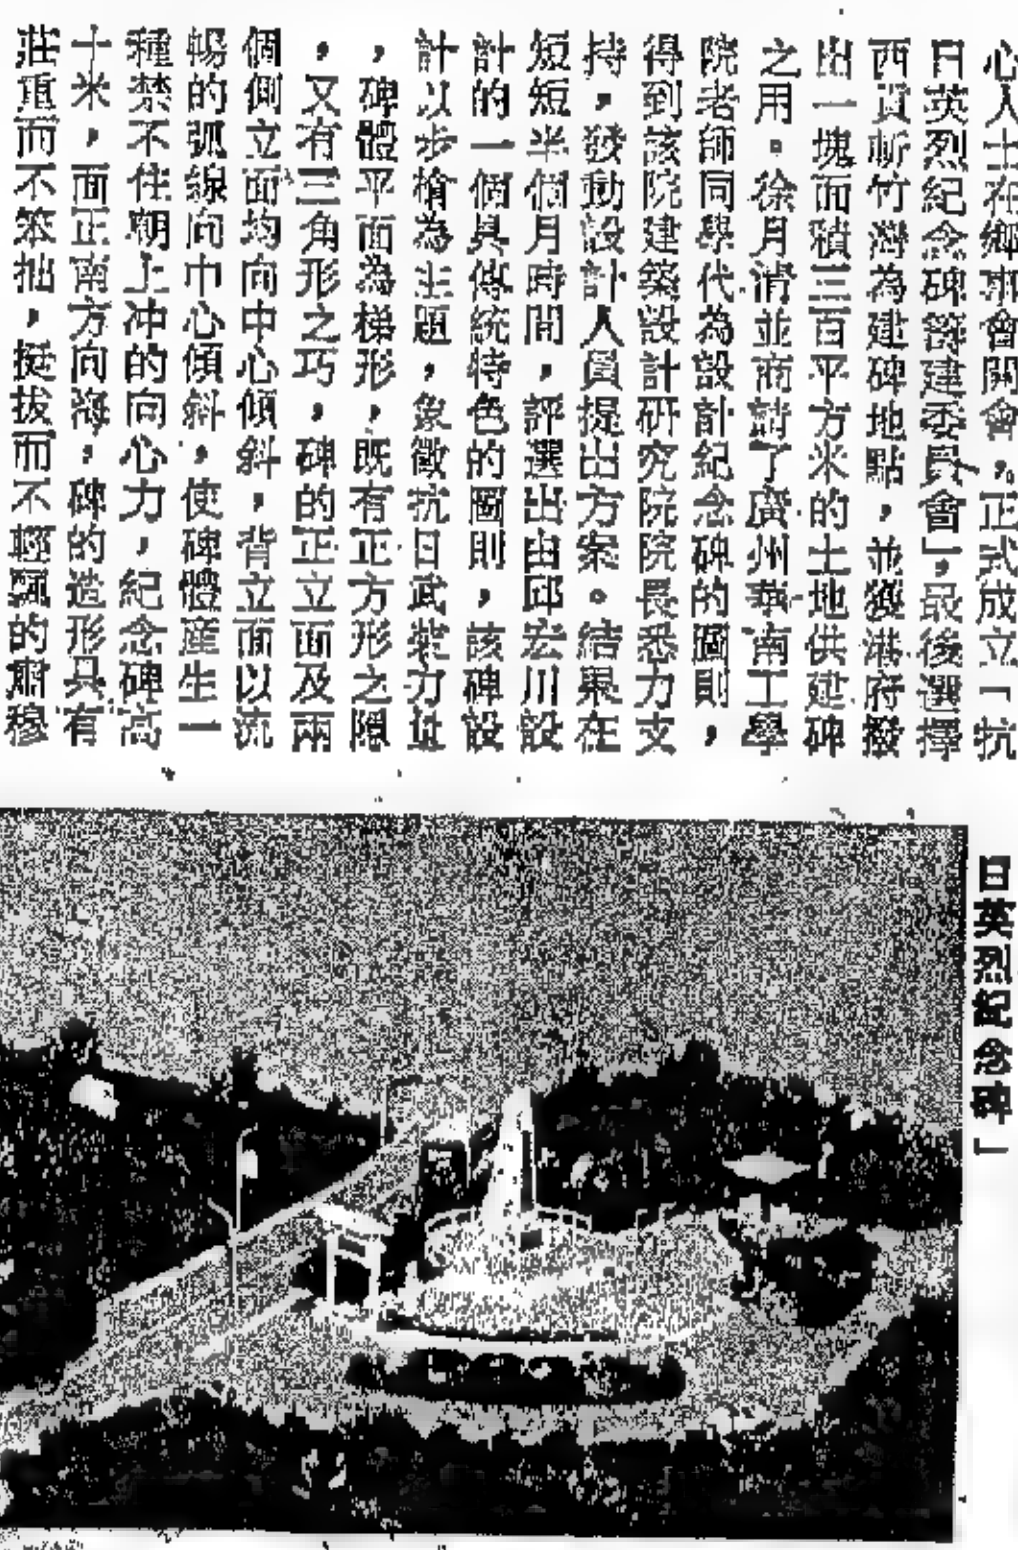 心人士在鄉事會開會，正式成立「抗
日英烈紀念碑籌建委員會」，最後選擇
西貢斬竹灣為建碑地點，並獲港府撥
出一塊面積三百平方米的土地供建碑
之用。徐月清並商請了廣州華南工學
院老師同學代為設計紀念碑的圖則，
得到該院建築設計研究院院長悉力支
持，發動設計人員提出方案。結果在
短短半個月時間，評選出由邱宏川設
計的一個具傳統特色的圖則，該碑設
計以步槍為主題，象徵抗日武裝力量
，碑體平面為梯形，既有正方形之隱
，又有三角形之巧，碑的正立面及兩
個側立面均向中心傾斜，背立面以流
暢的弧線向中心傾斜，使碑體產生一
種禁不住朝上冲的向心力，紀念碑高
十米，面正南方向海，碑的造形具有
莊重而不笨拙，挺拔而不輕飄的肅穆
日英烈紀念碑」